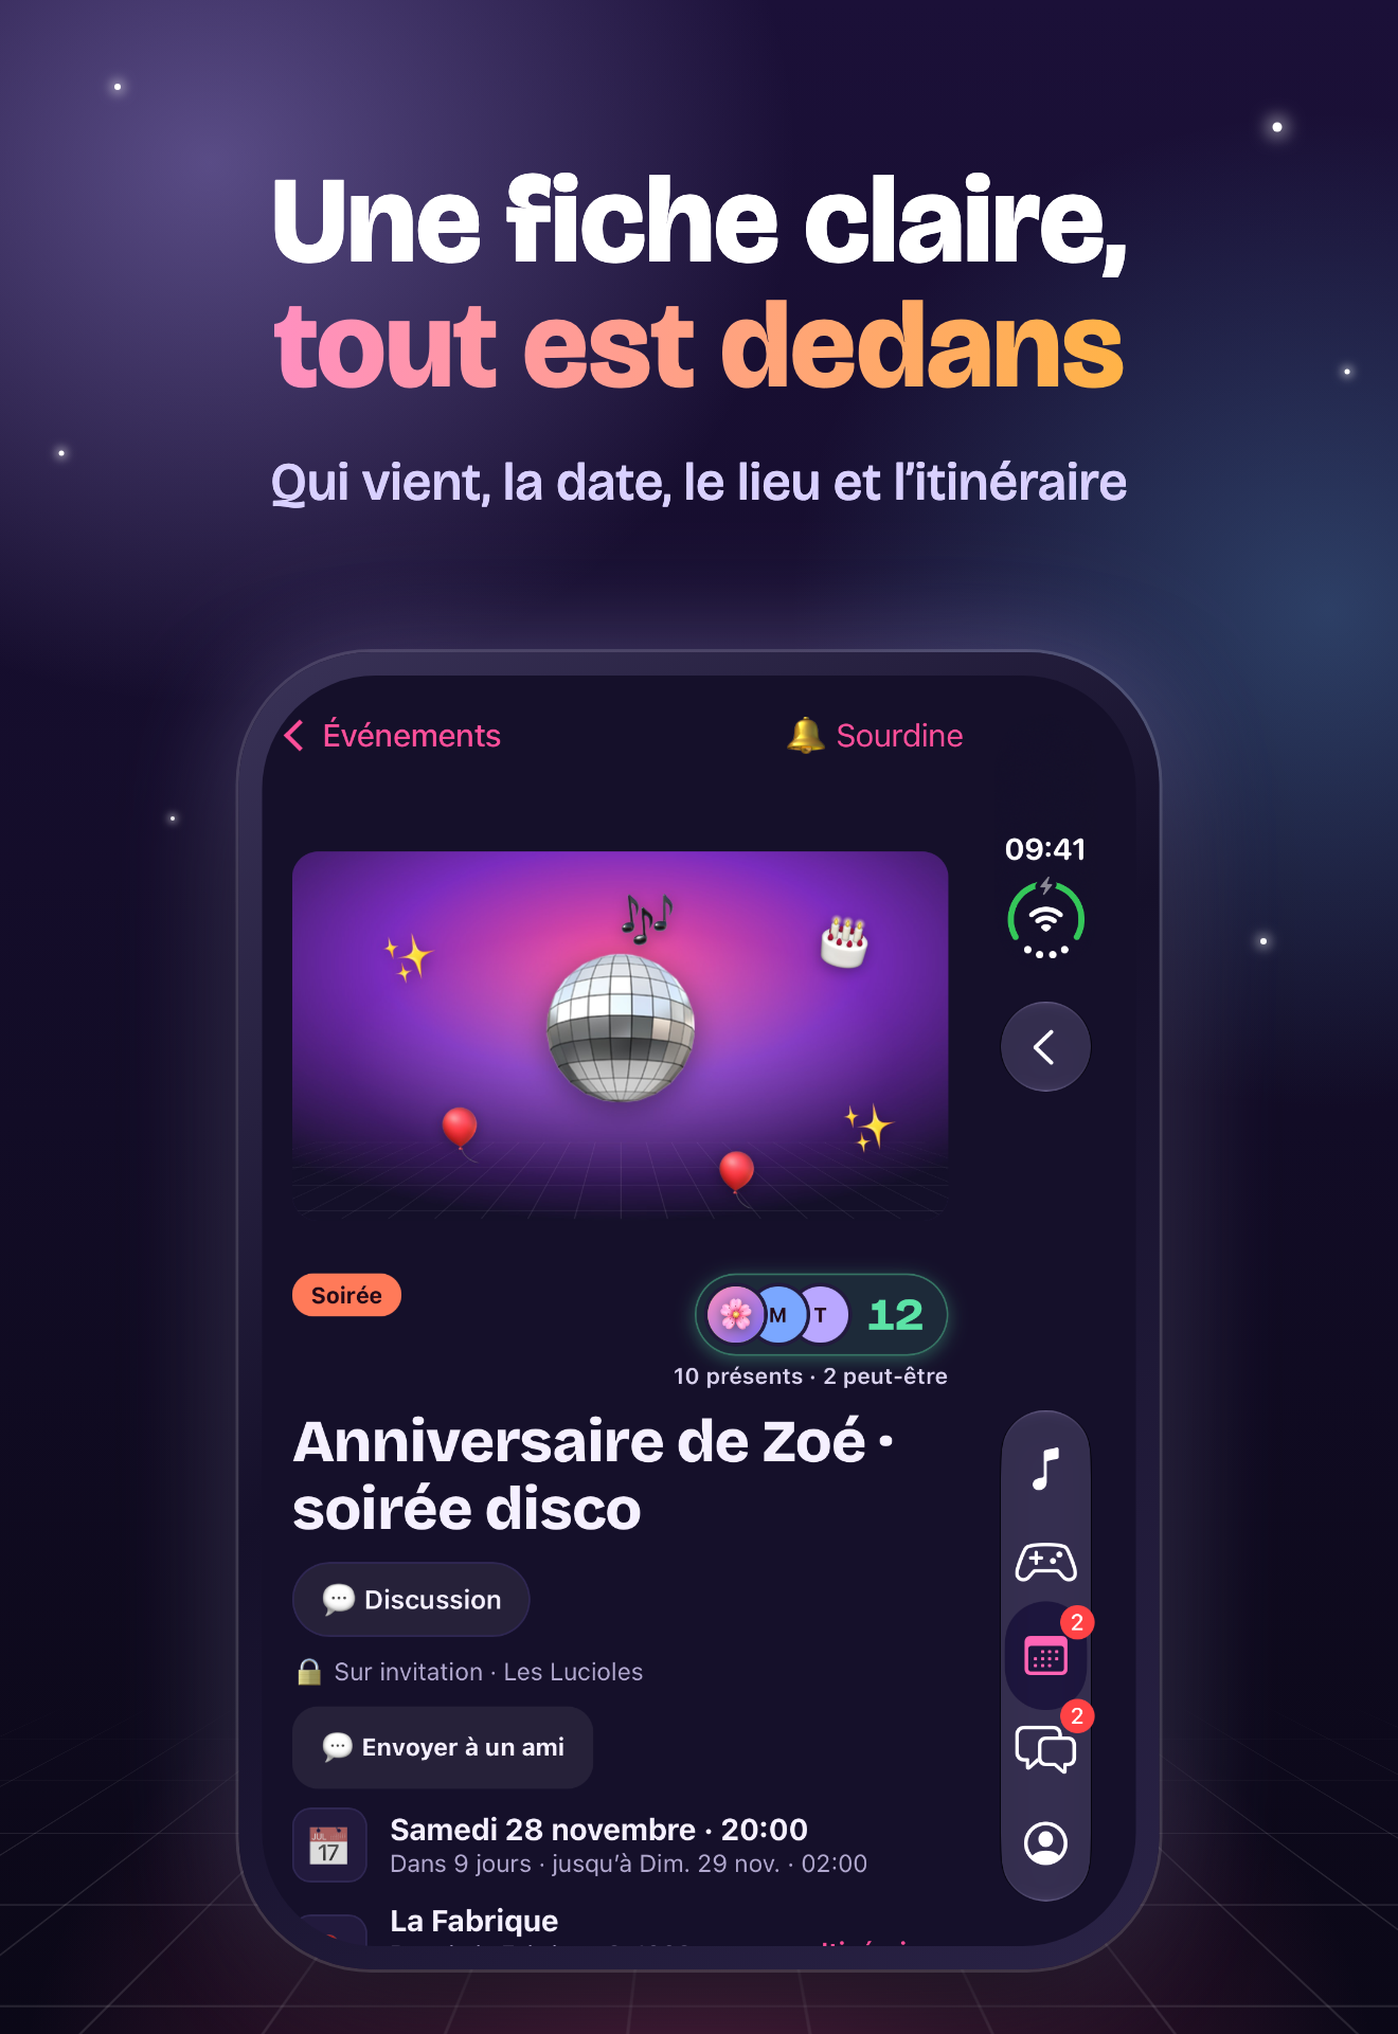 Une fiche claire,
tout est dedans
Qui vient, la date, le lieu et l’itinéraire
Événements
🔔 Sourdine
09:41
Soirée
M T 12
10 présents · 2 peut-être
Anniversaire de Zoé ·
soirée disco
💬 Discussion
🔒 Sur invitation · Les Lucioles
2
💬 Envoyer à un ami
2
Samedi 28 novembre · 20:00
JUL
17
Dans 9 jours · jusqu’à Dim. 29 nov. · 02:00
La Fabrique